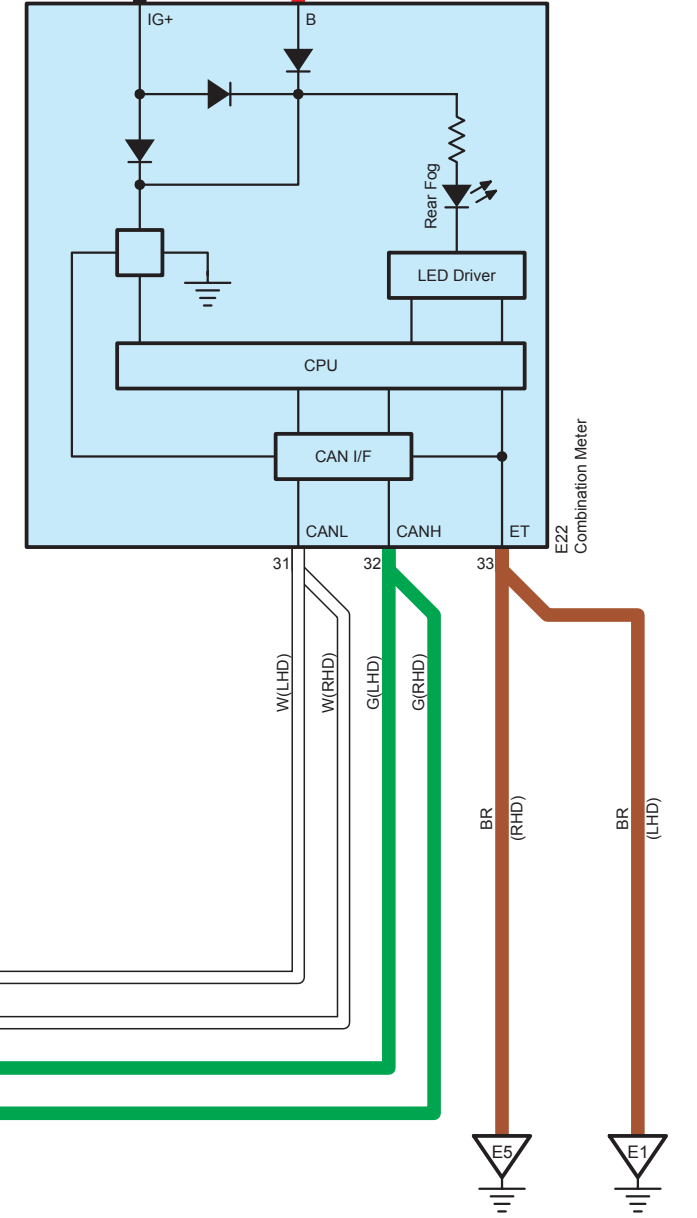 IG+
B
Rear Fog
LED Driver
CPU
CAN I/F
CANL
CANH
ET
E22
Combination Meter
31
32
33
W(LHD)
W(RHD)
G(LHD)
G(RHD)
BR
(RHD)
BR
(LHD)
E5
E1